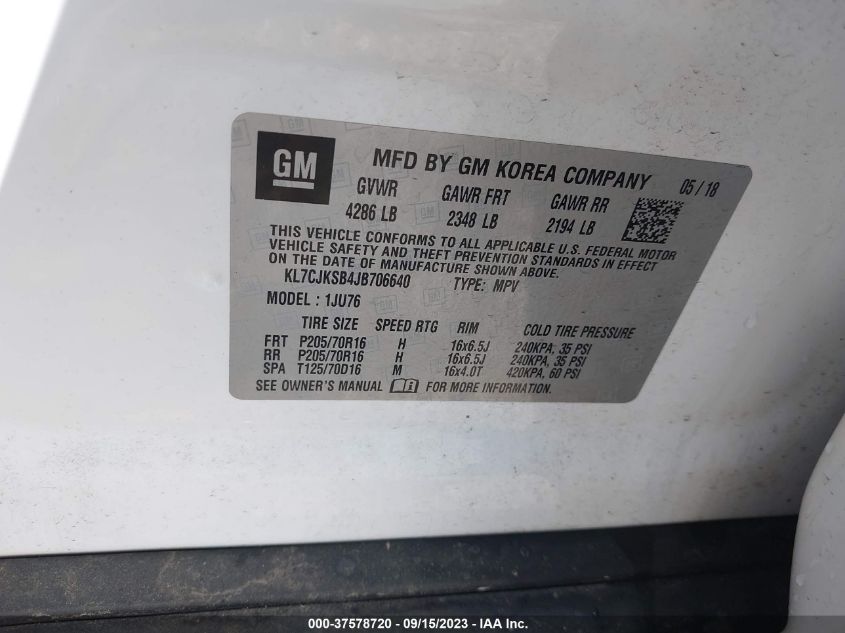 GM
MFD BY GM KOREA COMPANY 05/18
GVWR GAWR FRT GAWR RR
4286 LB 2348 LB 2194 LB
THIS VEHICLE CONFORMS TO ALL APPLICABLE U.S. FEDERAL MOTOR
VEHICLE SAFETY AND THEFT PREVENTION STANDARDS IN EFFECT
ON THE DATE OF MANUFACTURE SHOWN ABOVE.
KL7CJKSB4JB706640 TYPE: MPV
MODEL : 1JU76
TIRE SIZE SPEED RTG RIM COLD TIRE PRESSURE
FRT P205/70R16 H 16x6.5J 240KPA, 35 PSI
RR P205/70R16 H 16x6.5J 240KPA, 35 PSI
SPA T125/70D16 M 16x4.0T 420KPA, 60 PSI
SEE OWNER'S MANUAL FOR MORE INFORMATION.
000-37578720 - 09/15/2023 - IAA Inc.